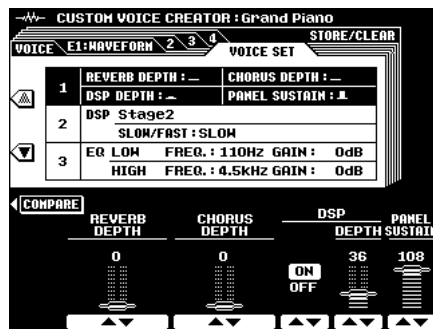 CUSTOM VOICE CREATOR : Grand Piano
STORE/CLEAR
VOICE E1:WAVEFORM 2 3 4 VOICE SET
1 REVERB DEPTH : CHORUS DEPTH :
DSP DEPTH : PANEL SUSTAIN :
2 DSP Stage2
SLOW/FAST : SLOW
3 EQ LOW FREQ. : 110Hz GAIN : 0dB
HIGH FREQ. : 4.5kHz GAIN : 0dB
COMPARE
REVERB DEPTH
CHORUS DEPTH
DSP DEPTH
PANEL SUSTAIN
0 0 ON OFF 36 108